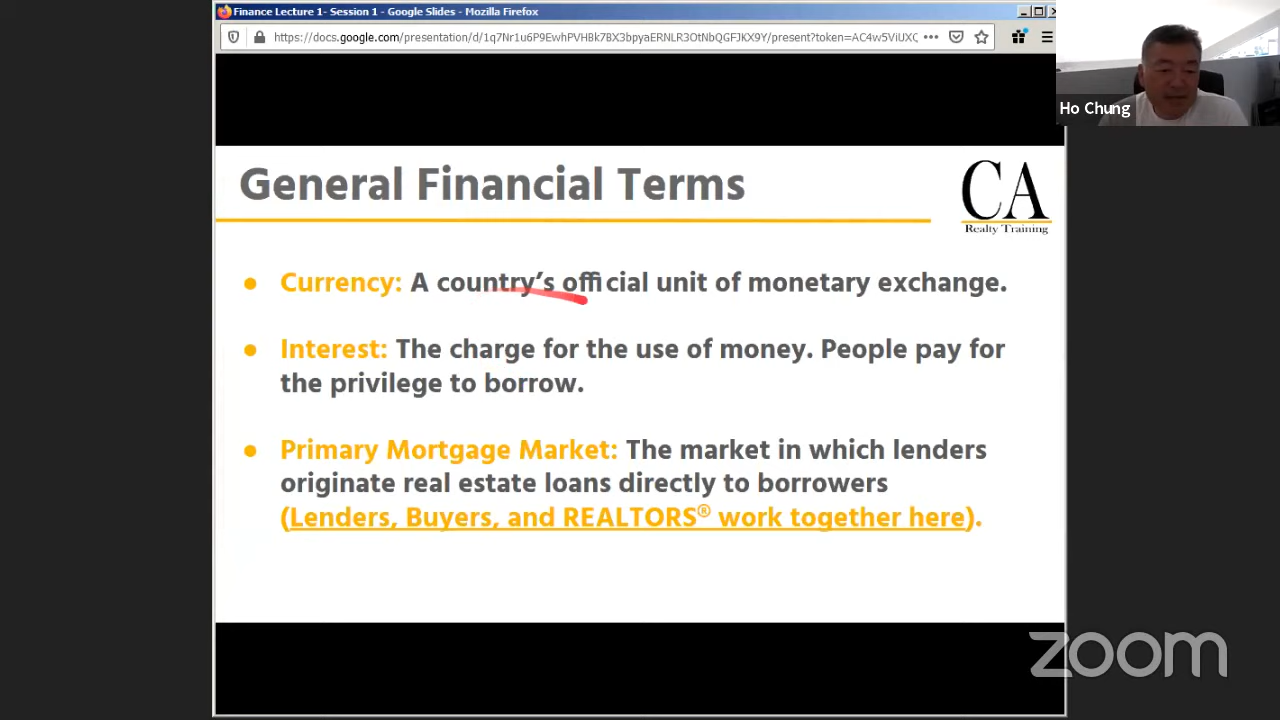 Finance Lecture 1- Session 1 - Google Slides - Mozilla Firefox
https://docs.google.com/presentation/d/1q7Nr1u6P9EwhPVHBk7BX3bpyaERNLR3OtNbQGFJKX9Y/present?token=AC4w5ViUXC
Ho Chung
General Financial Terms
CA
Realty Training
● Currency: A country’s official unit of monetary exchange.
● Interest: The charge for the use of money. People pay for
the privilege to borrow.
● Primary Mortgage Market: The market in which lenders
originate real estate loans directly to borrowers
(Lenders, Buyers, and REALTORS® work together here).
zoom